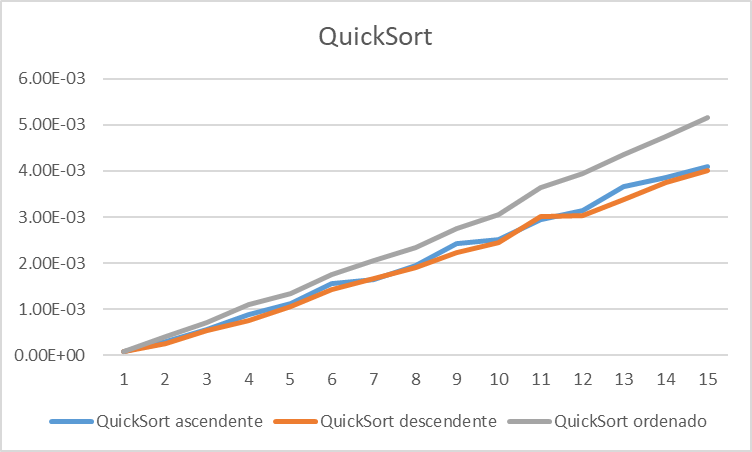 QuickSort
6.00E-03
5.00E-03
4.00E-03
3.00E-03
2.00E-03
1.00E-03
0.00E+00
1 2 3 4 5 6 7 8 9 10 11 12 13 14 15
QuickSort ascendente QuickSort descendente QuickSort ordenado